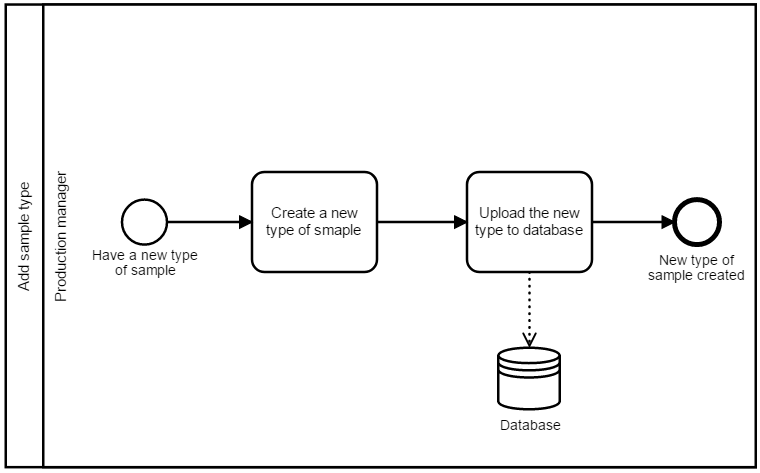 Add sample type
Production manager
Have a new type
of sample
Create a new
type of smaple
Upload the new
type to database
New type of
sample created
Database